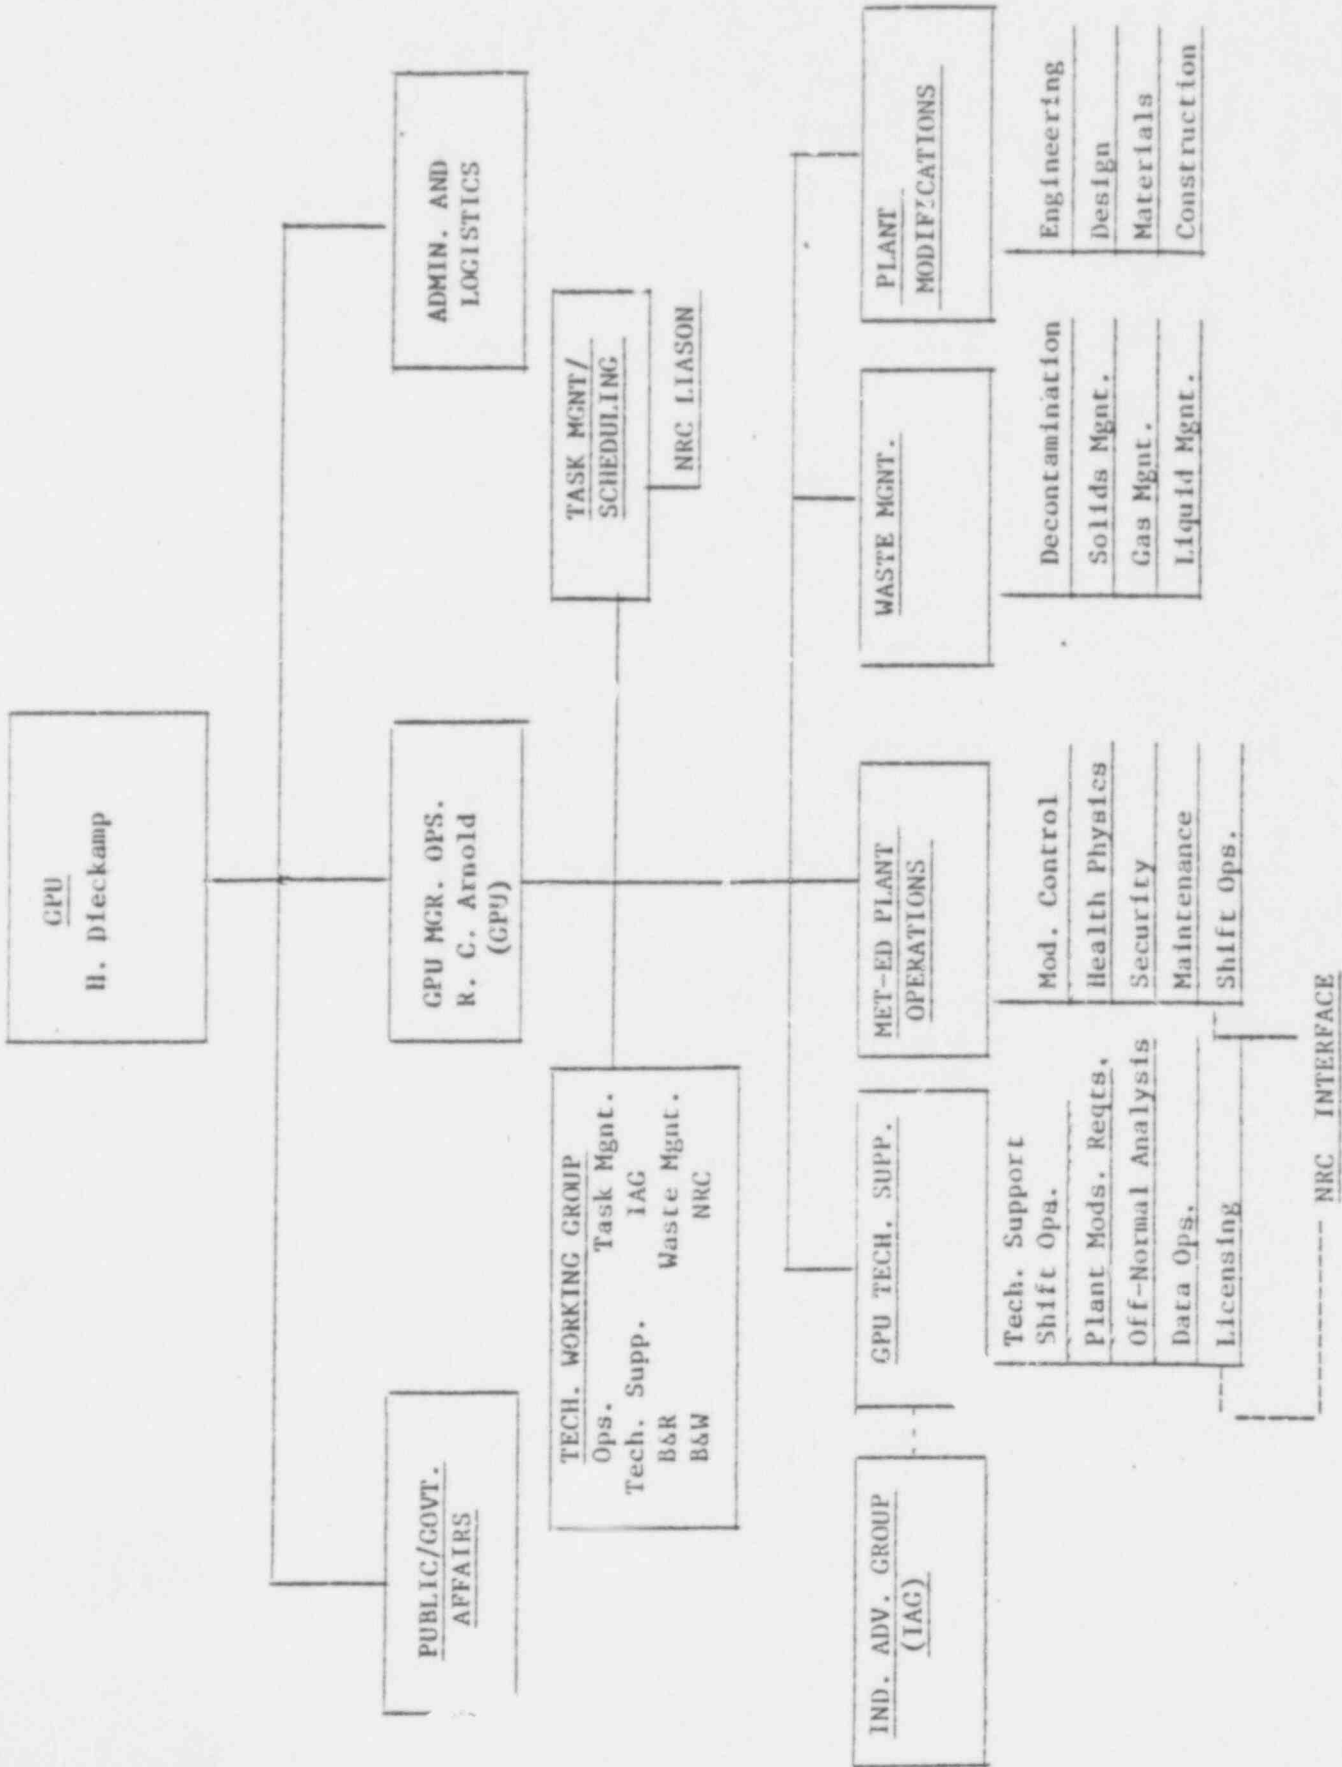 GPU
H. Dieckamp
PUBLIC/GOVT.
AFFAIRS
GPU MGR. OPS.
R. C. Arnold
(GPU)
ADMIN. AND
LOGISTICS
TECH. WORKING GROUP
Ops. Task Mgnt.
Tech. Supp. IAG
B&R Waste Mgnt.
B&W NRC
TASK MGNT/
SCHEDULING
NRC LIASON
IND. ADV. GROUP
(IAG)
GPU TECH. SUPP.
Tech. Support
Shift Ops.
Plant Mods. Reqts.
Off-Normal Analysis
Data Ops.
Licensing
MET-ED PLANT
OPERATIONS
Mod. Control
Health Physics
Security
Maintenance
Shift Ops.
NRC INTERFACE
WASTE MGNT.
Decontamination
Solids Mgnt.
Gas Mgnt.
Liquid Mgnt.
PLANT
MODIFICATIONS
Engineering
Design
Materials
Construction